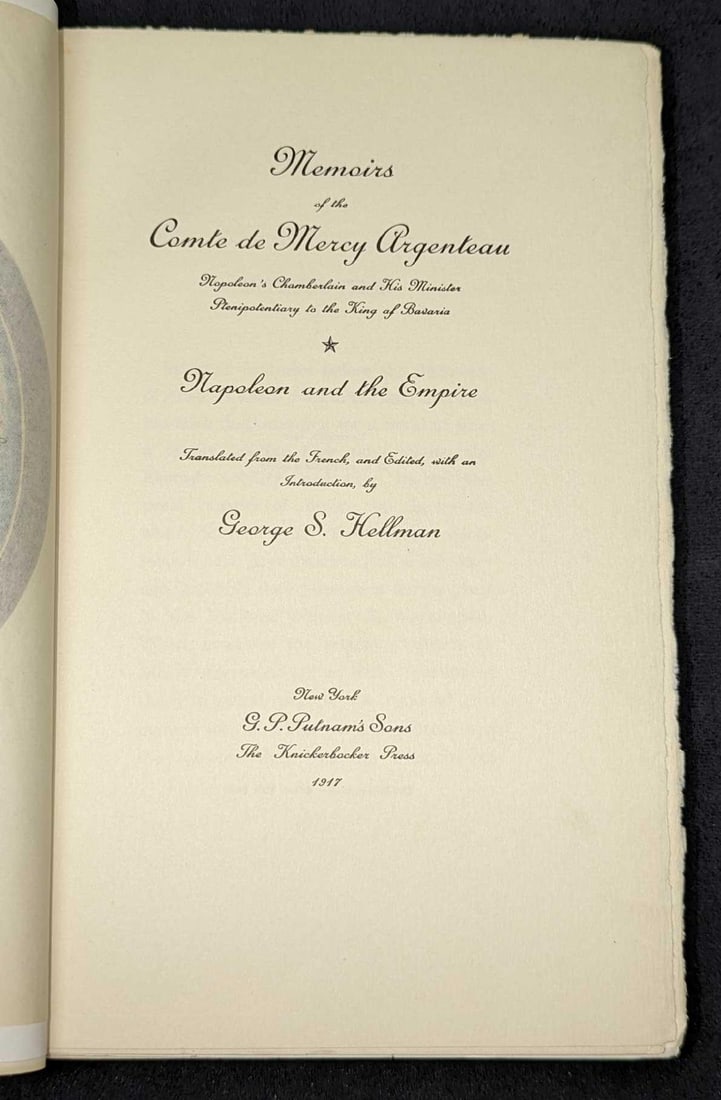 Memoirs
of the
Comte de Mercy Argenteau
Napoleon's Chamberlain and His Minister
Plenipotentiary to the King of Bavaria
Napoleon and the Empire
Translated from the French, and Edited, with an
Introduction, by
George S. Hellman
New York
G. P. Putnam's Sons
The Knickerbocker Press
1917